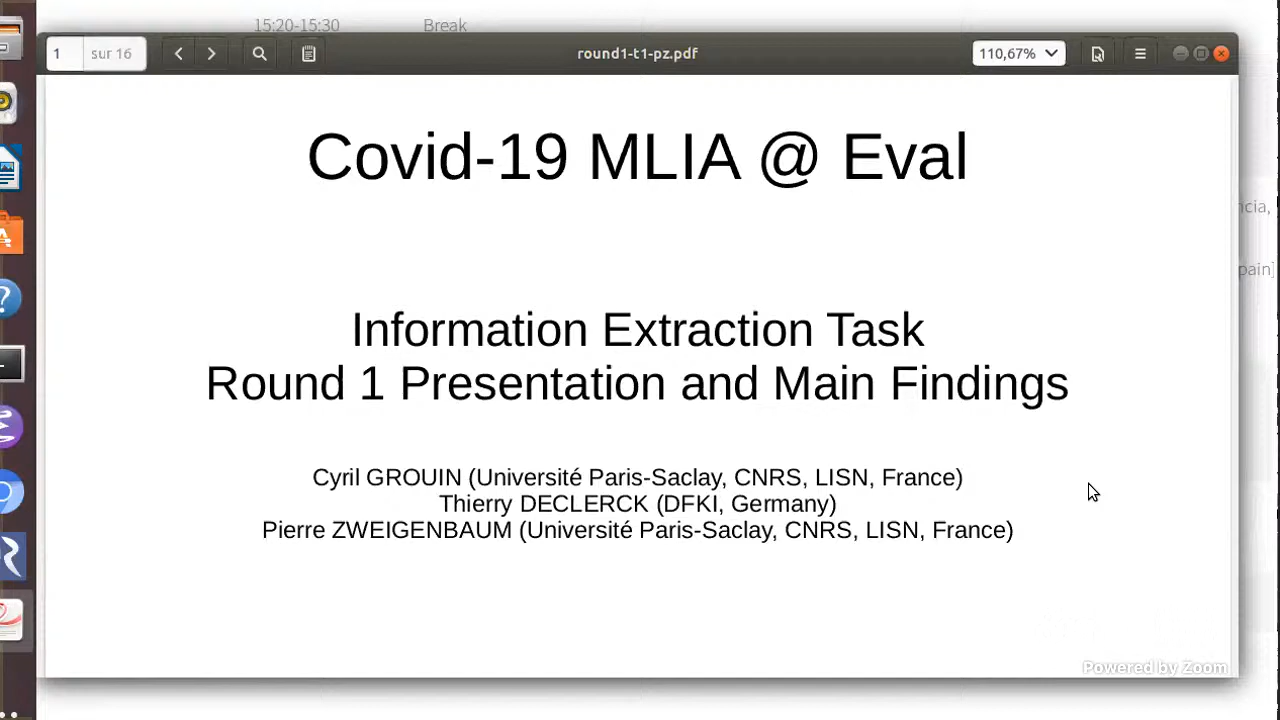 15:20-15:30 Break
1 sur 16
round1-t1-pz.pdf
110,67%
Covid-19 MLIA @ Eval
ncia,
pain]
Information Extraction Task
Round 1 Presentation and Main Findings
Cyril GROUIN (Université Paris-Saclay, CNRS, LISN, France)
Thierry DECLERCK (DFKI, Germany)
Pierre ZWEIGENBAUM (Université Paris-Saclay, CNRS, LISN, France)
Powered by Zoom